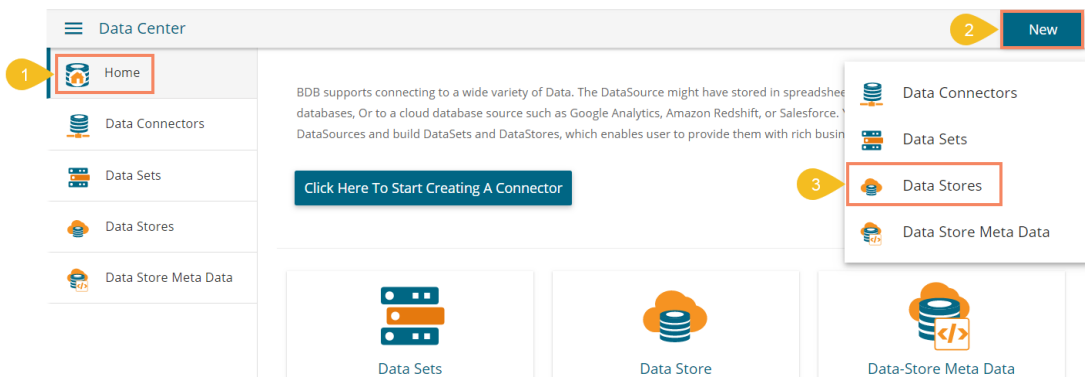 Data Center
2
New
1
Home
Data Connectors
Data Sets
Data Stores
Data Store Meta Data
BDB supports connecting to a wide variety of Data. The DataSource might have stored in
databases, Or to a cloud database source such as Google Analytics, Amazon Redshift, or Salesforce.
DataSources and build DataSets and DataStores, which enables user to provide them with rich
Click Here To Start Creating A Connector
Data Connectors
Data Sets
3
Data Stores
Data Store Meta Data
Data Sets
Data Store
Data-Store Meta Data